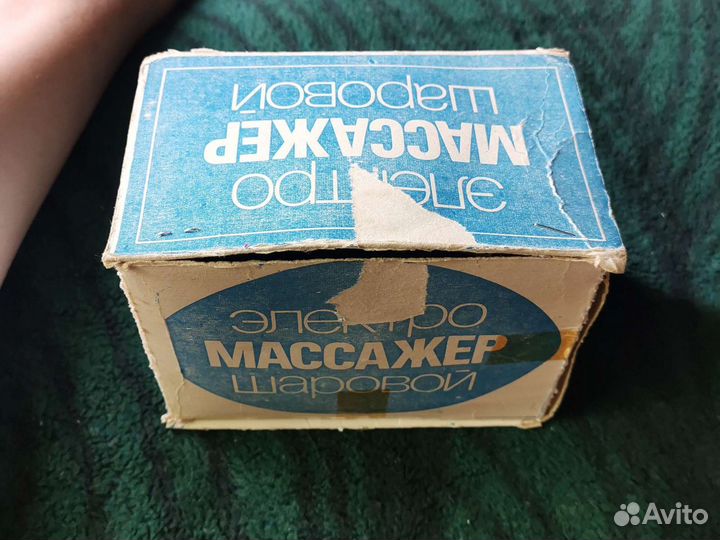 электро
МАССАЖЕР
шаровой
электро
МАССАЖЕР
шаровой
Avito